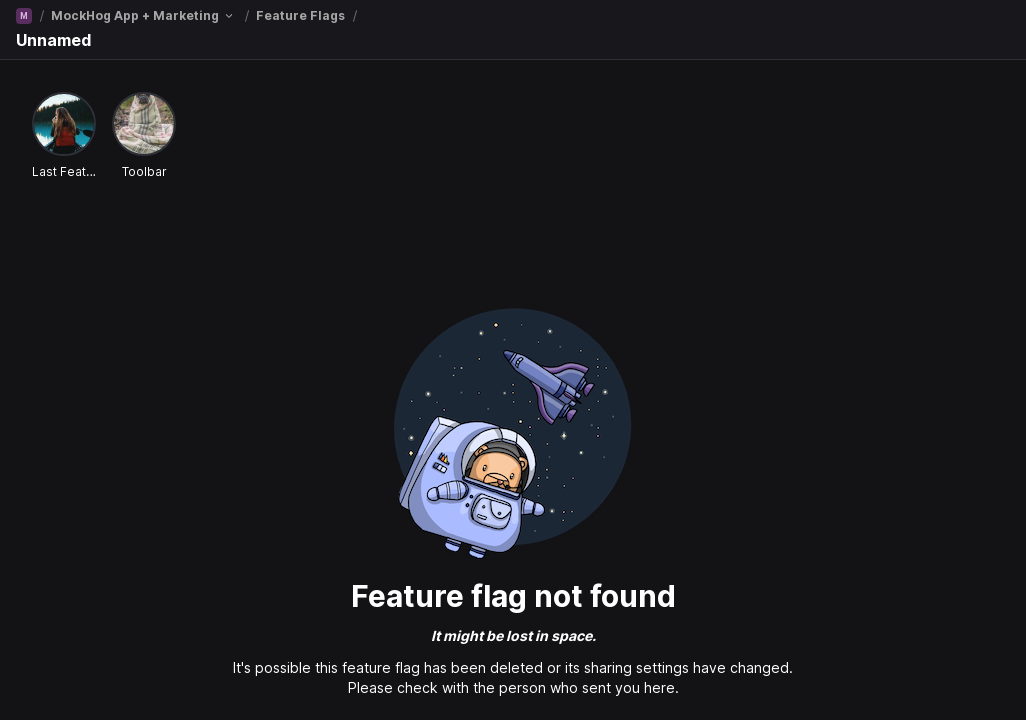 M / MockHog App + Marketing / Feature Flags /
Unnamed
Last Feat...
Toolbar
Feature flag not found
It might be lost in space.
It's possible this feature flag has been deleted or its sharing settings have changed.
Please check with the person who sent you here.